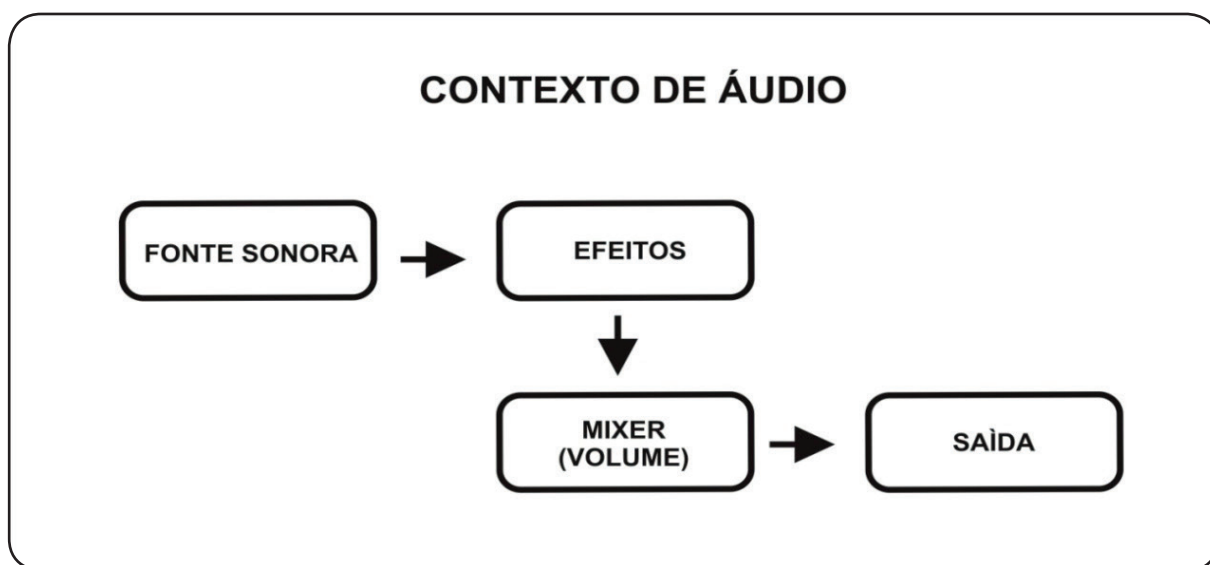 CONTEXTO DE ÁUDIO
FONTE SONORA
EFEITOS
MIXER
(VOLUME)
SAÌDA